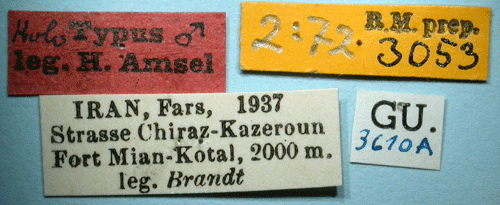 Holo Typus ♂
leg. H. Amsel
2:72. R.M. prep.
3053
IRAN, Fars, 1937
Strasse Chiraz-Kazeroun
Fort Mian-Kotal, 2000 m.
leg. Brandt
GU.
3610A